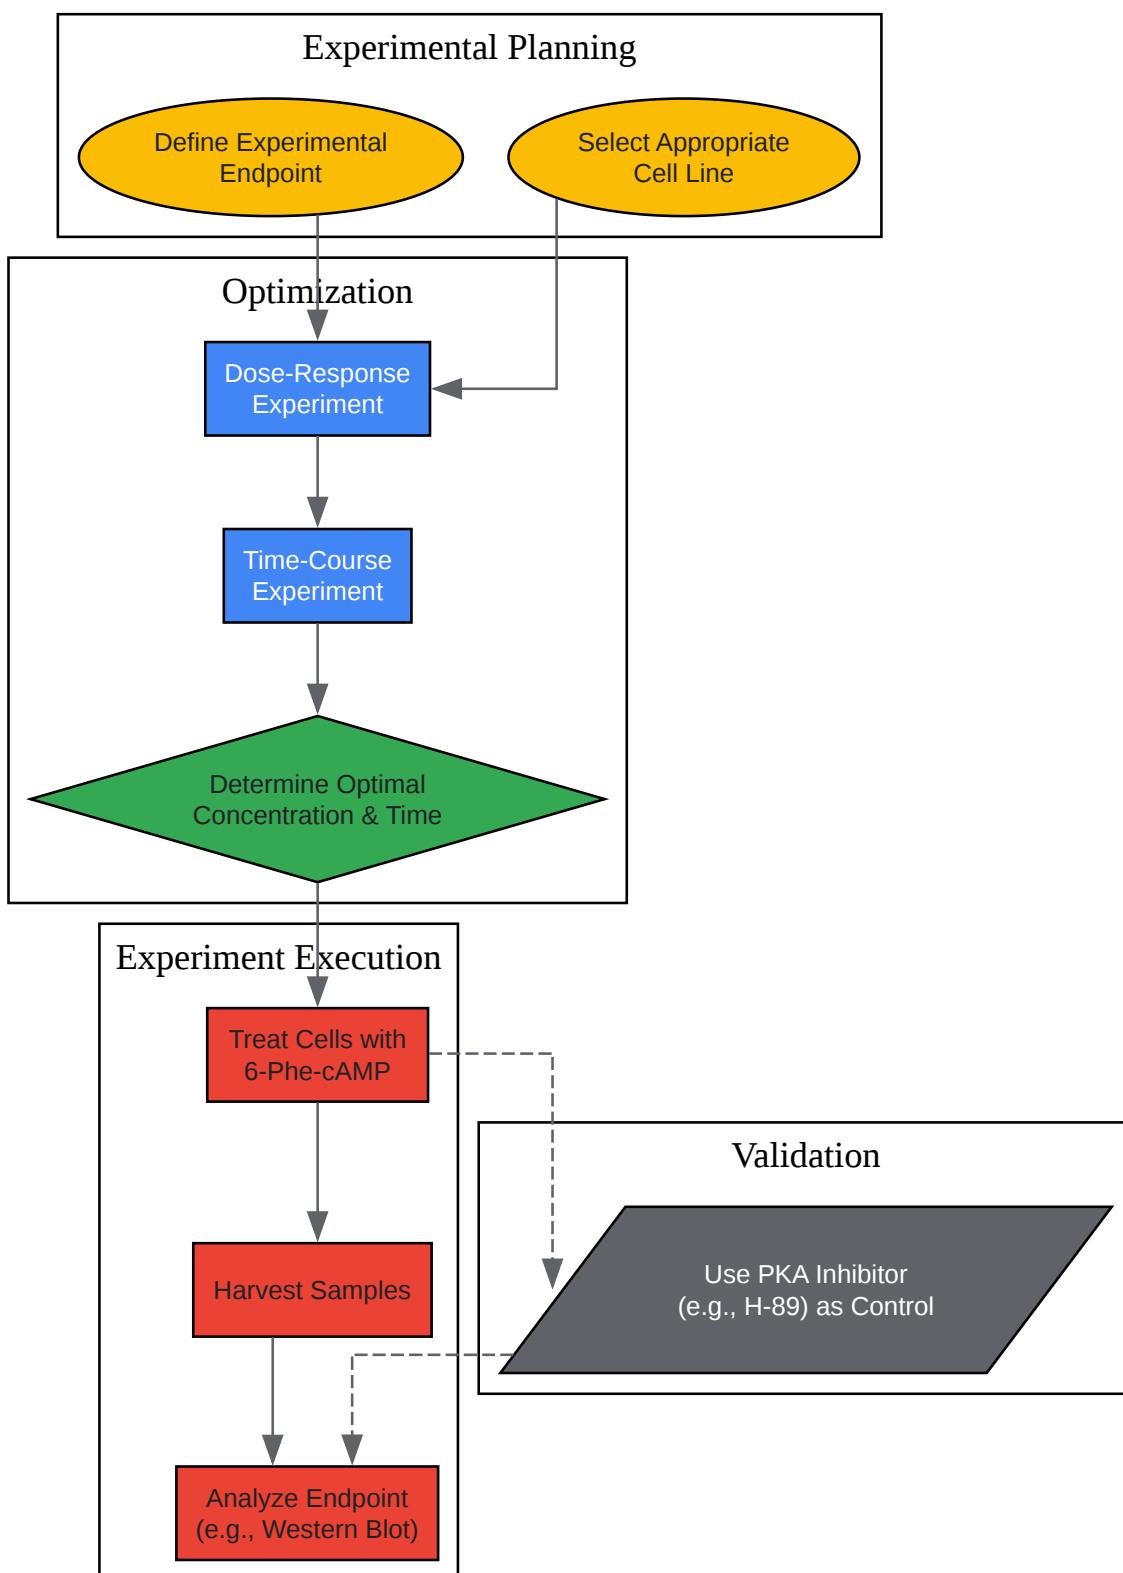 Experimental Planning
Define Experimental
Endpoint
Select Appropriate
Cell Line
Optimization
Dose-Response
Experiment
Time-Course
Experiment
Determine Optimal
Concentration & Time
Experiment Execution
Treat Cells with
6-Phe-cAMP
Validation
Use PKA Inhibitor
(e.g., H-89) as Control
Harvest Samples
Analyze Endpoint
(e.g., Western Blot)